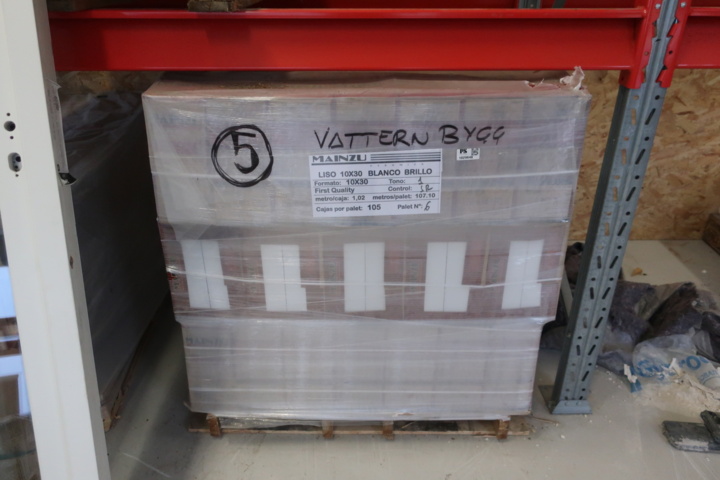 5
VATTERN BYGG
MAINZU
LISO 10X30 BLANCO BRILLO
Formato: 10X30 Tono: 1
First Quality Control:
metro/caja: 1,02 metros/palet: 107.10
Cajas por palet: 105 Palet Nº: 6